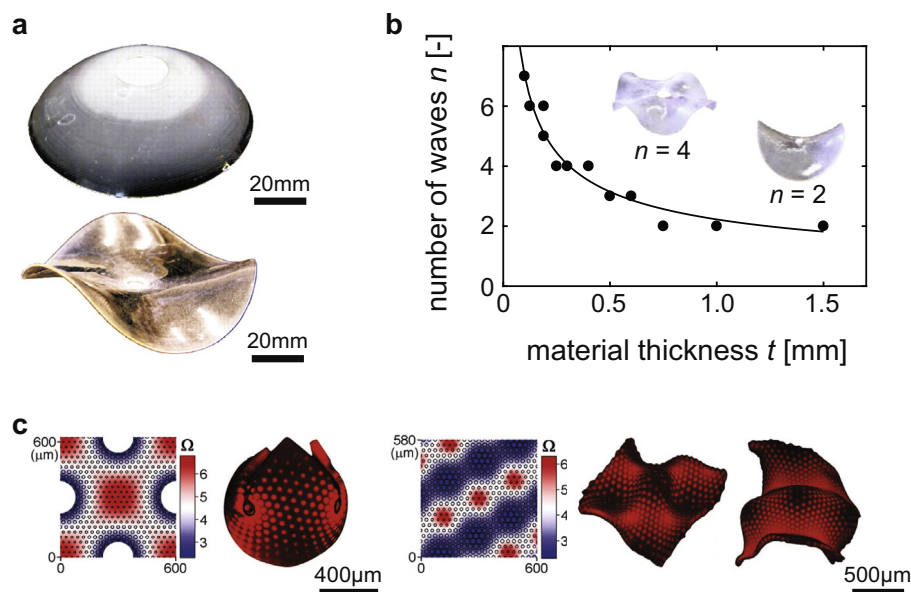 a
20mm
20mm
b
number of waves n [-]
6
4
2
0
0
0.5
1.0
1.5
material thickness t [mm]
n = 4
n = 2
c
600
(μm)
0
0
600
Ω
6
5
4
3
400μm
580
(μm)
0
0
600
Ω
6
5
4
3
500μm